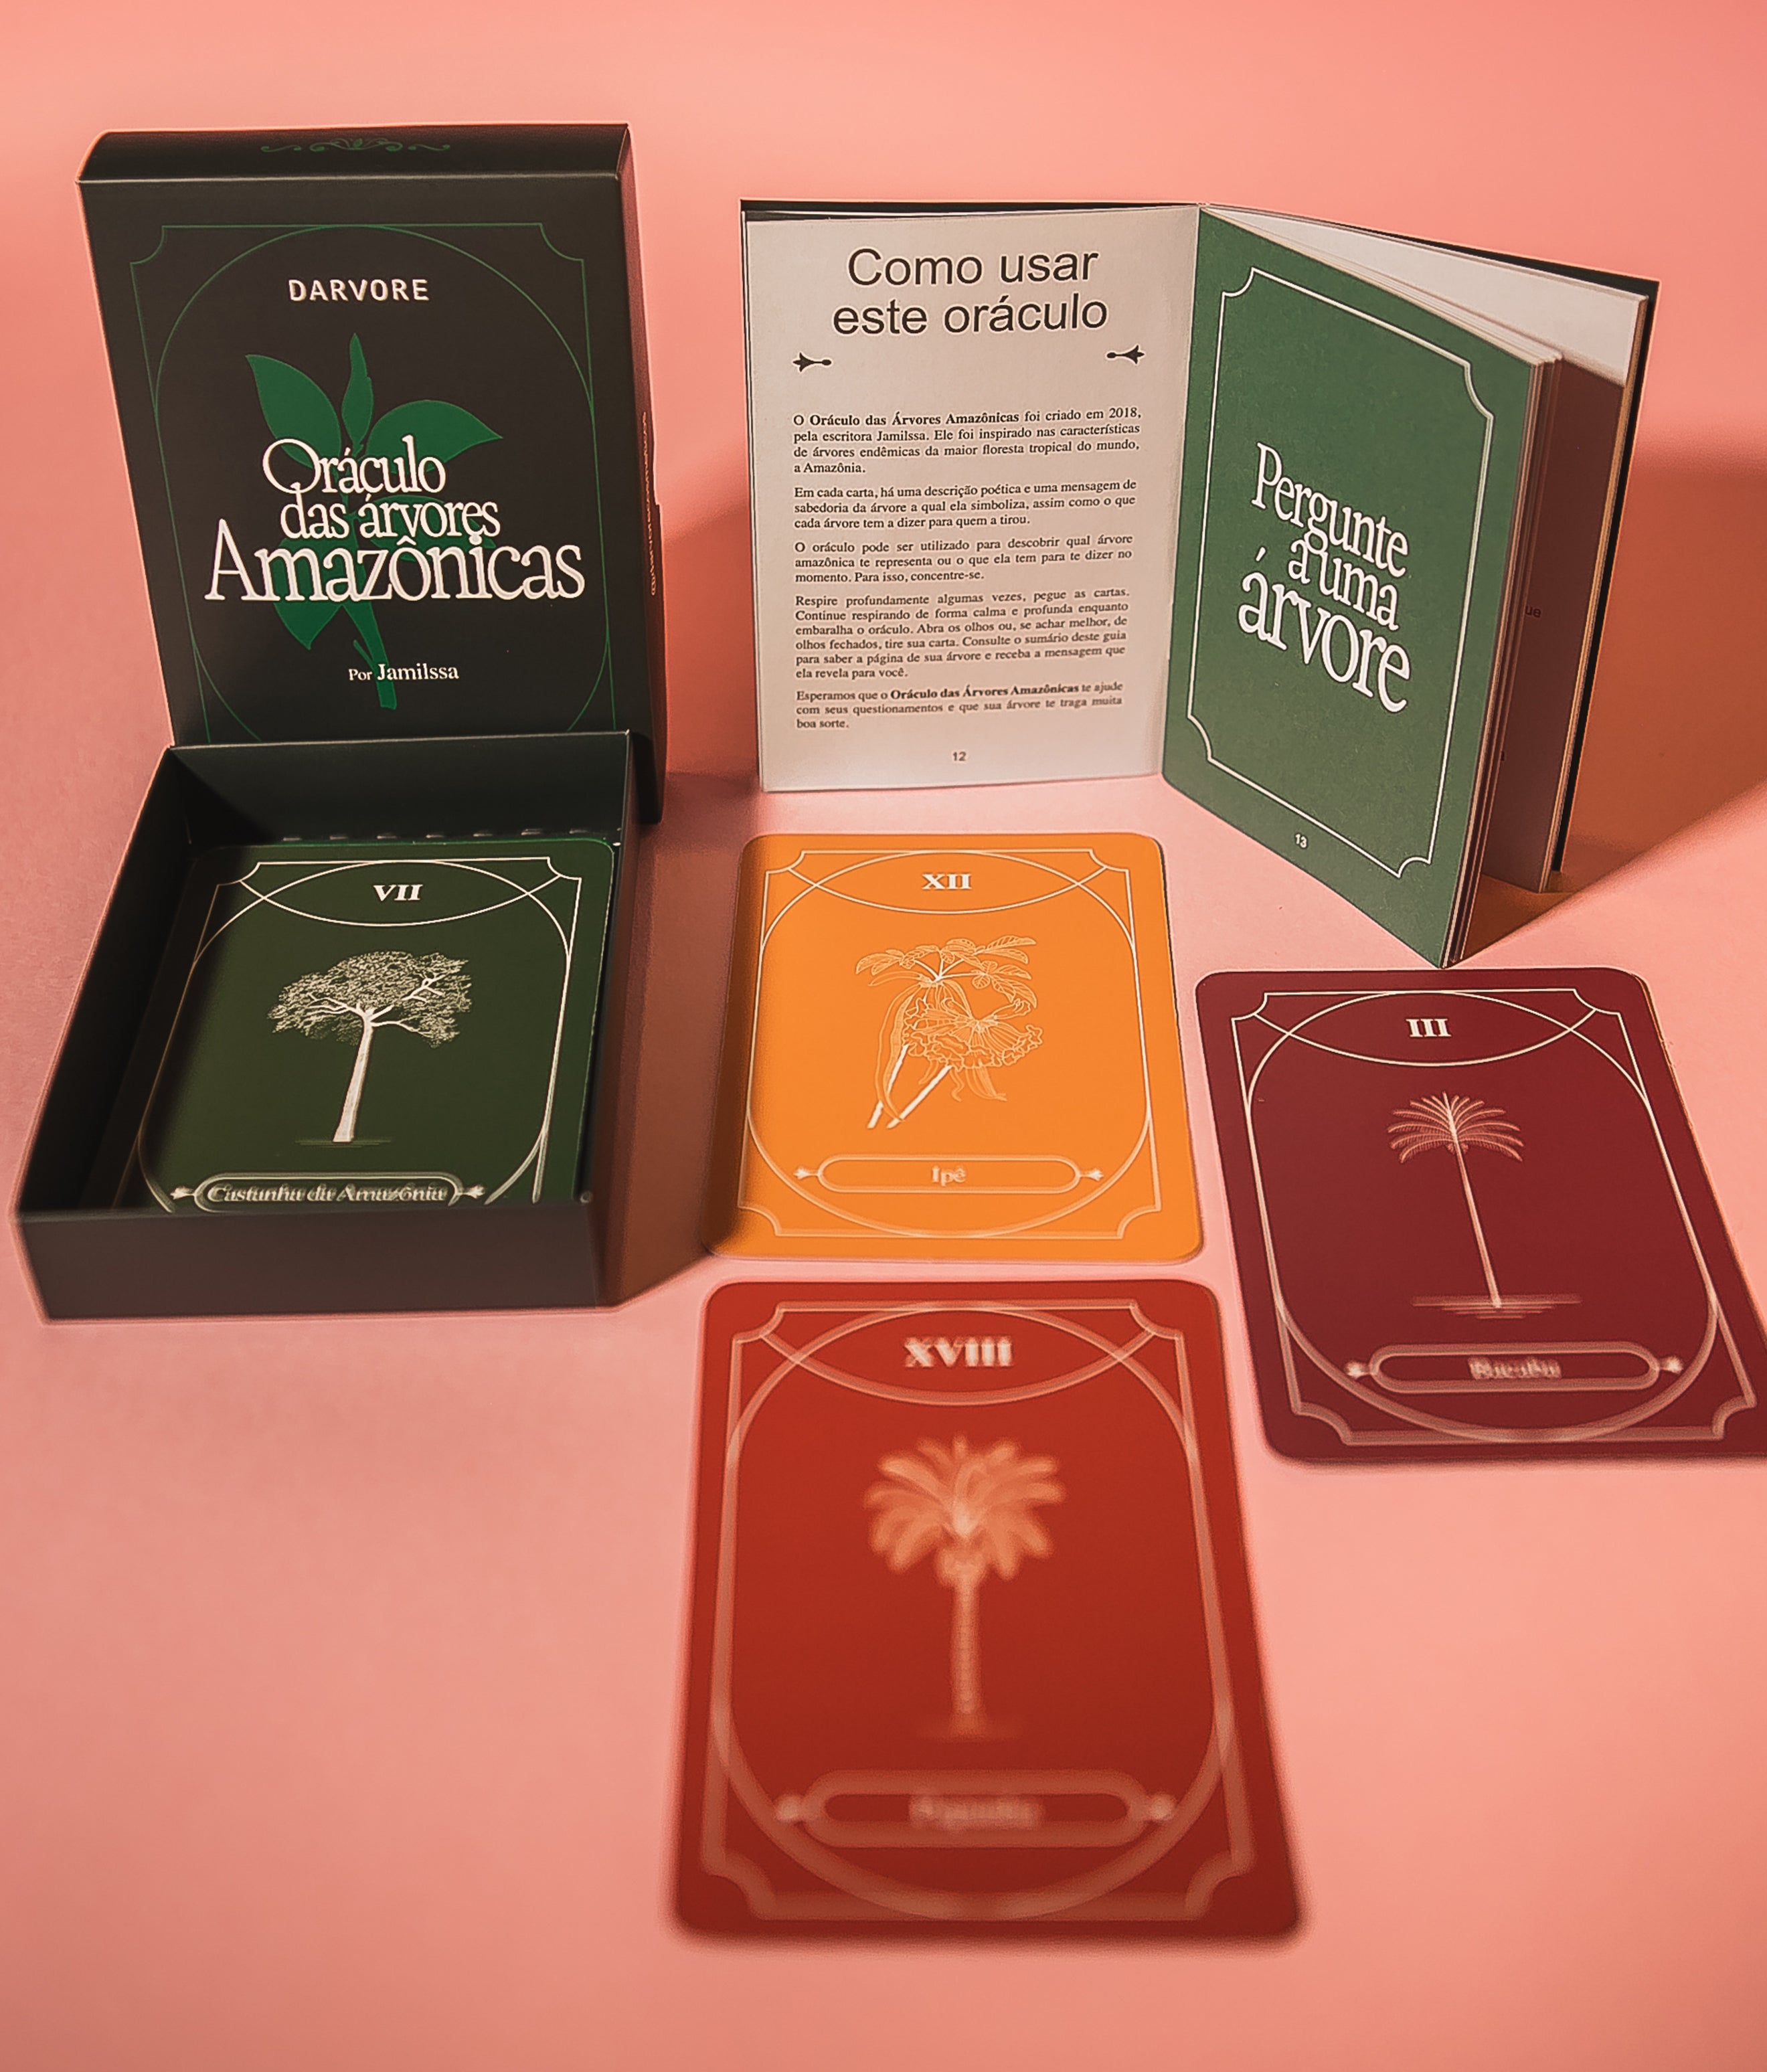 DARVORE
Oráculo
das árvores
Amazônicas
Por Jamilssa
Como usar
este oráculo
O Oráculo das Árvores Amazônicas foi criado em 2018,
pela escritora Jamilssa. Ele foi inspirado nas características
de árvores endêmicas da maior floresta tropical do mundo,
a Amazônia.
Em cada carta, há uma descrição poética e uma mensagem de
sabedoria da árvore a qual ela simboliza, assim como o que
cada árvore tem a dizer para quem a tirou.
O oráculo pode ser utilizado para descobrir qual árvore
amazônica te representa ou o que ela tem para te dizer no
momento. Para isso, concentre-se.
Respire profundamente algumas vezes, pegue as cartas.
Continue respirando de forma calma e profunda enquanto
embaralha o oráculo. Abra os olhos ou, se achar melhor, de
olhos fechados, tire sua carta. Consulte o sumário deste guia
para saber a página de sua árvore e receba a mensagem que
ela revela para você.
Esperamos que o Oráculo das Árvores Amazônicas te ajude
com seus questionamentos e que sua árvore te traga muita
boa sorte.
12
Pergunte
a uma
árvore
13
ue
VII
Castanha da Amazônia
XII
Ipê
III
XVIII